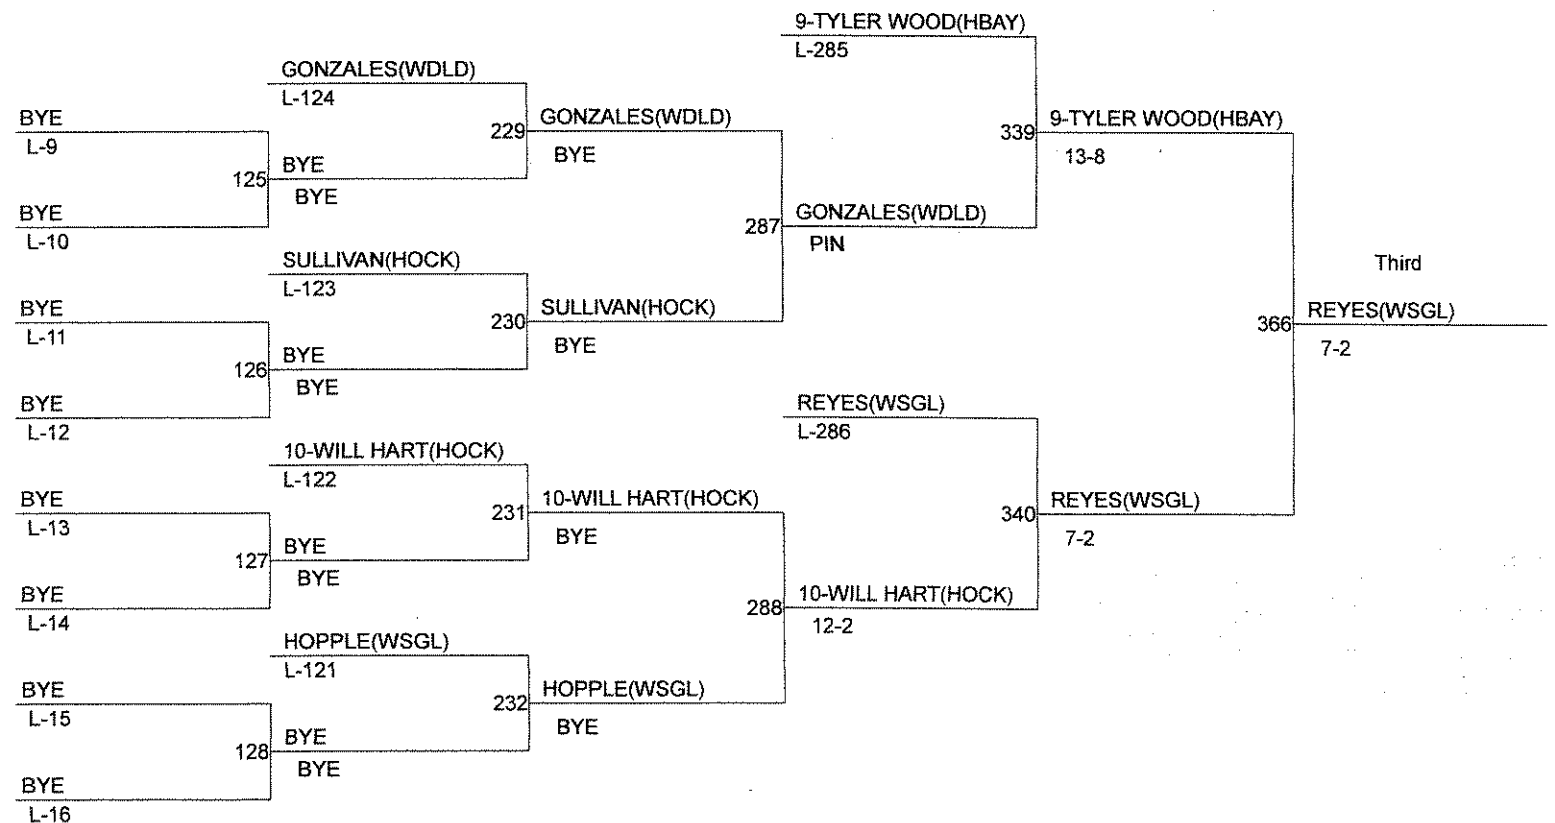 9-TYLER WOOD(HBAY)
L-285
GONZALES(WDLD)
L-124
BYE
L-9
229
GONZALES(WDLD)
BYE
339
9-TYLER WOOD(HBAY)
13-8
125
BYE
BYE
BYE
L-10
287
GONZALES(WDLD)
PIN
SULLIVAN(HOCK)
L-123
Third
BYE
L-11
230
SULLIVAN(HOCK)
BYE
366
REYES(WSGL)
7-2
126
BYE
BYE
BYE
L-12
REYES(WSGL)
L-286
10-WILL HART(HOCK)
L-122
BYE
L-13
231
10-WILL HART(HOCK)
BYE
340
REYES(WSGL)
7-2
127
BYE
BYE
BYE
L-14
288
10-WILL HART(HOCK)
12-2
HOPPLE(WSGL)
L-121
BYE
L-15
232
HOPPLE(WSGL)
BYE
128
BYE
BYE
BYE
L-16